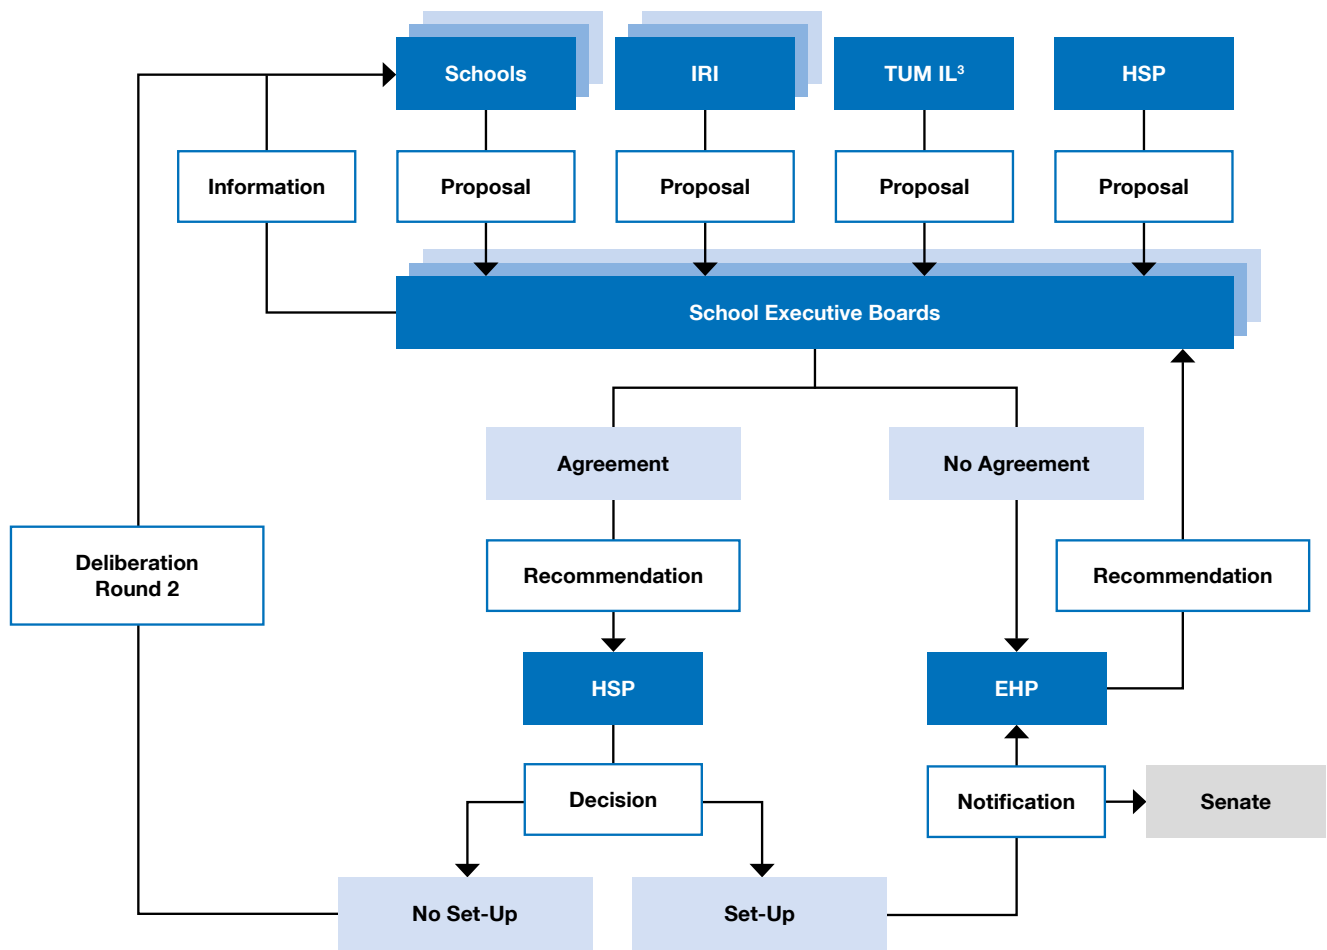 Schools
IRI
TUM IL³
HSP
Information
Proposal
Proposal
Proposal
Proposal
School Executive Boards
Agreement
No Agreement
Deliberation
Round 2
Recommendation
Recommendation
HSP
EHP
Decision
Notification
Senate
No Set-Up
Set-Up